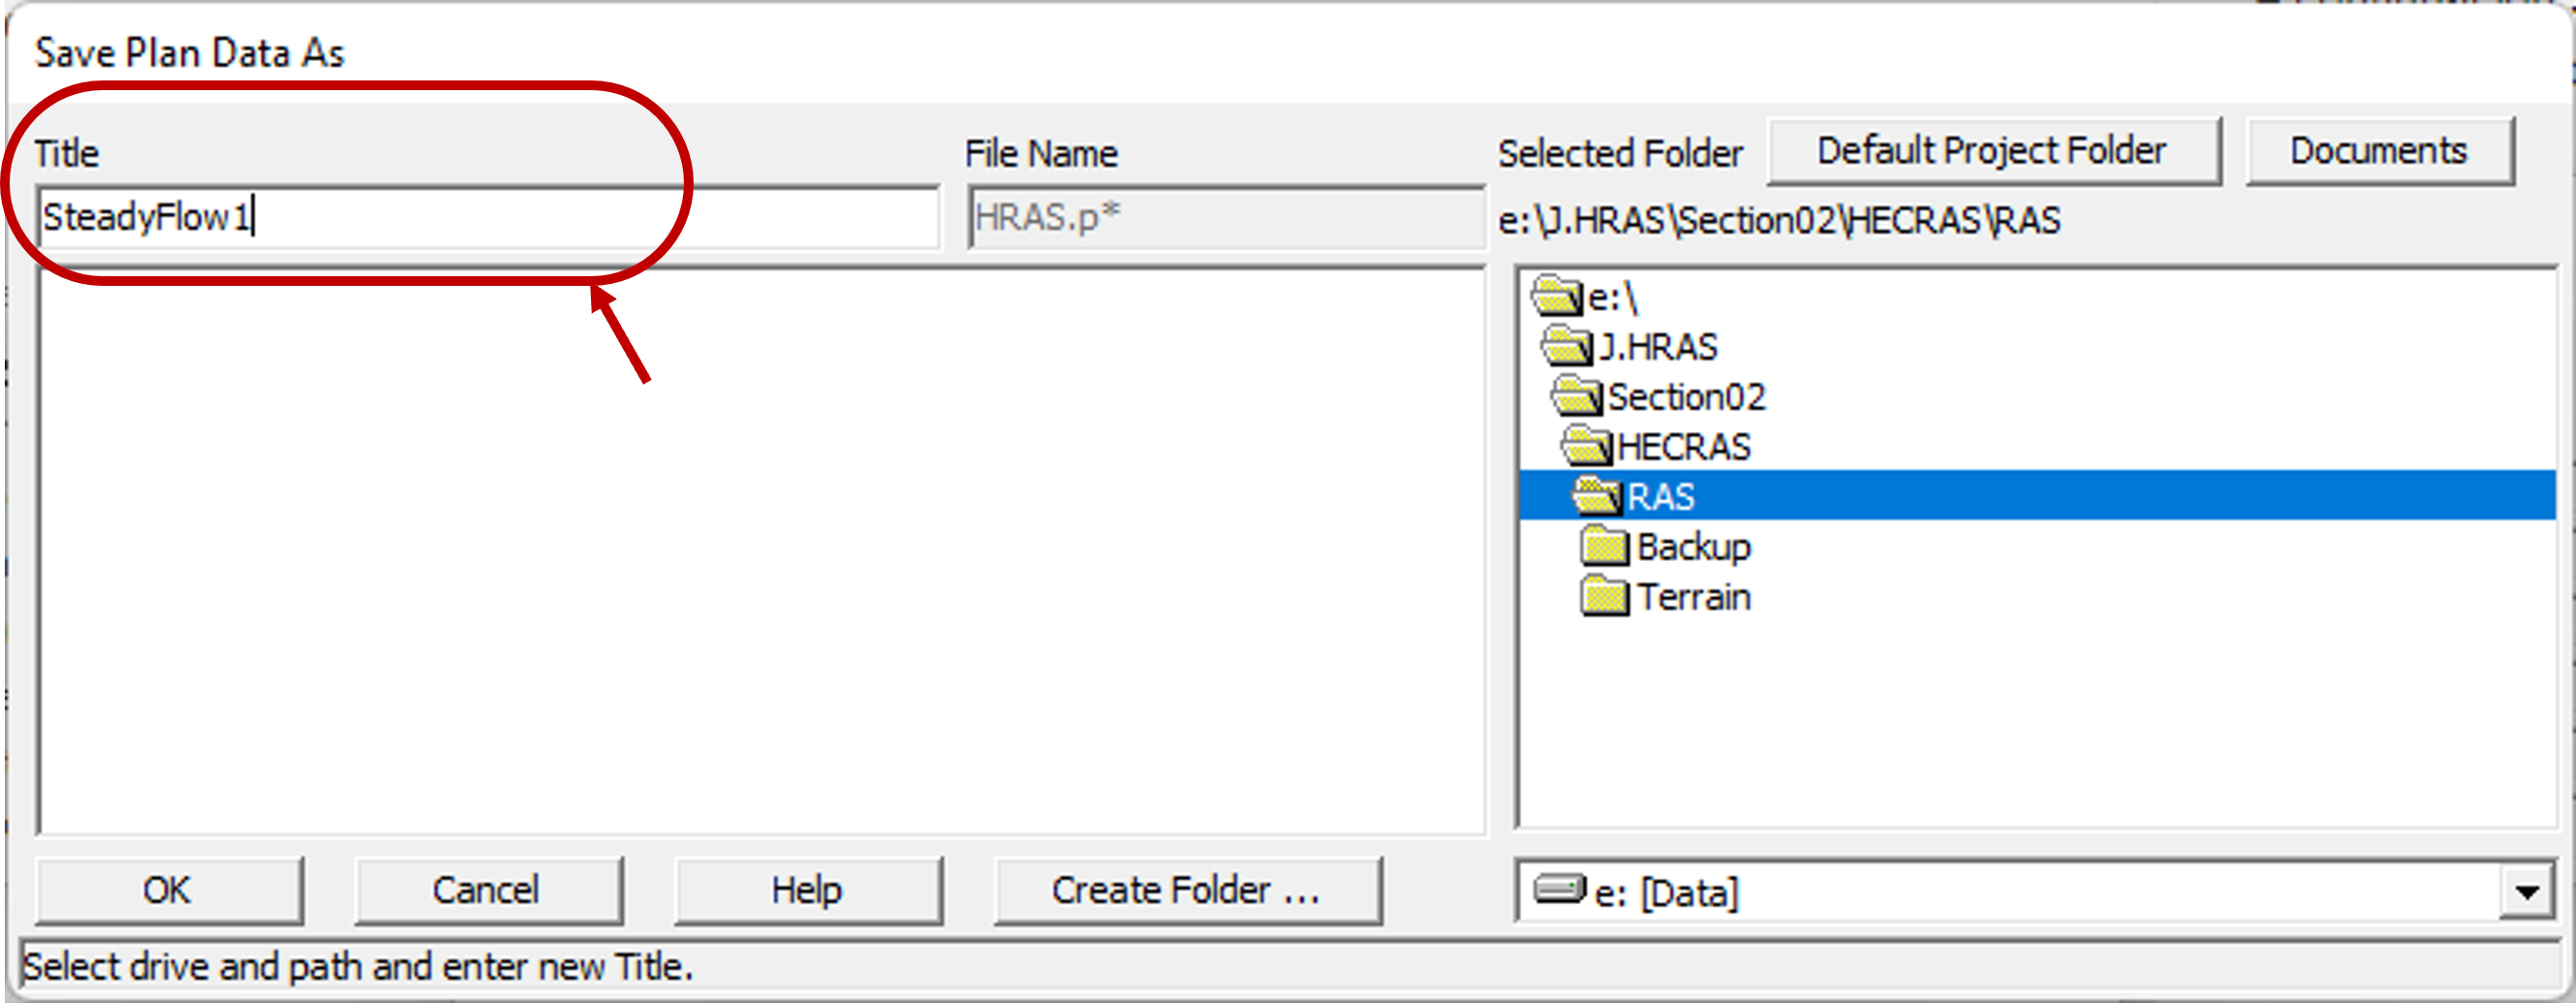 Save Plan Data As
Title
File Name
Selected Folder
Default Project Folder
Documents
SteadyFlow1
HRAS.p*
e:\J.HRAS\Section02\HECRAS\RAS
e:\
J.HRAS
Section02
HECRAS
RAS
Backup
Terrain
OK
Cancel
Help
Create Folder ...
e: [Data]
Select drive and path and enter new Title.